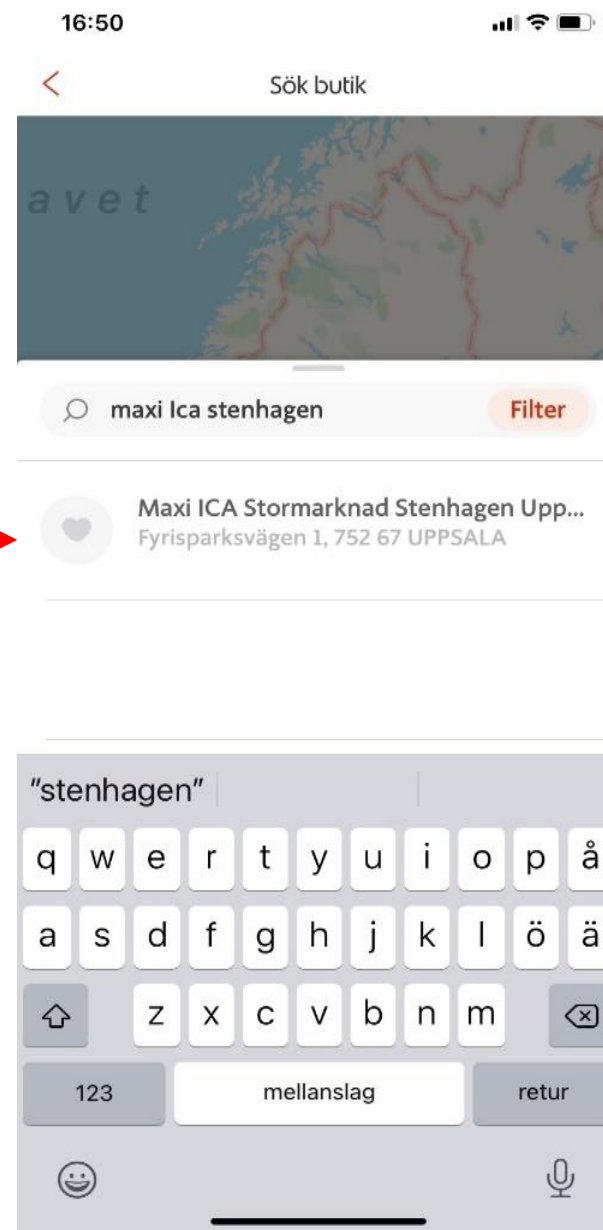 16:50
Sök butik
avet
maxi Ica stenhagen Filter
Maxi ICA Stormarknad Stenhagen Upp...
Fyrisparksvägen 1, 752 67 UPPSALA
"stenhagen"
q w e r t y u i o p å
a s d f g h j k l ö ä
z x c v b n m
123 mellanslag retur